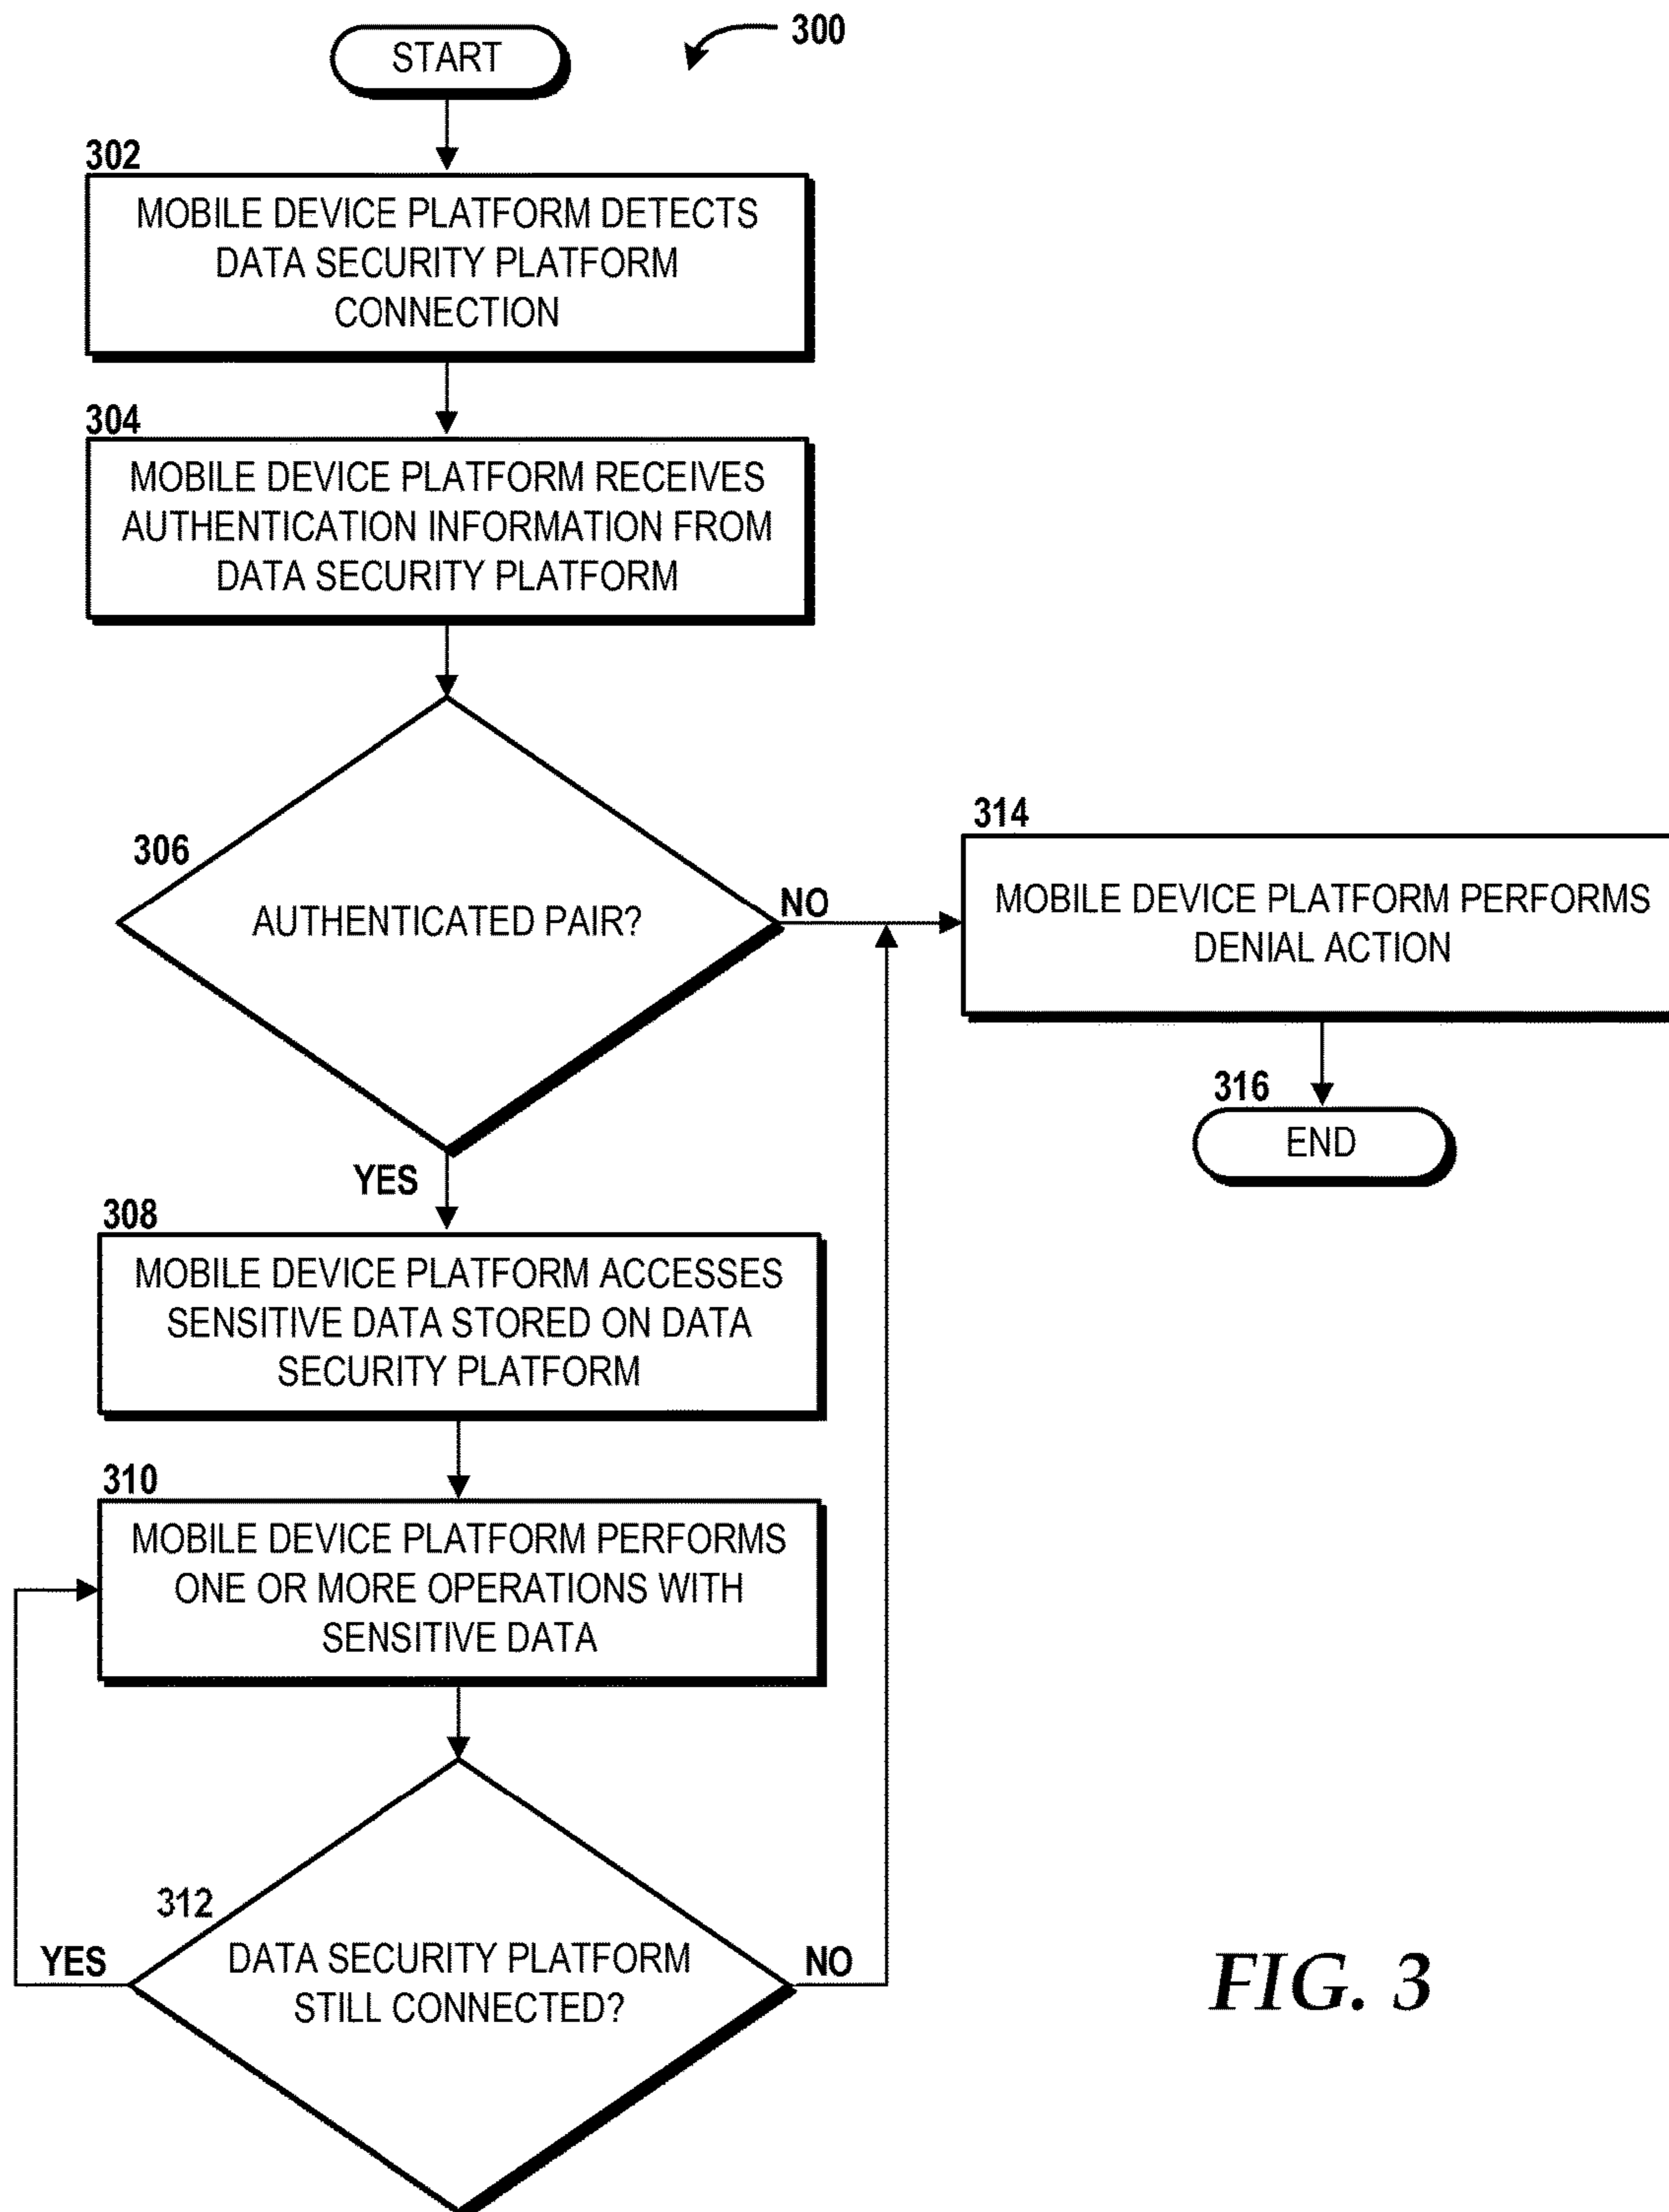 START
300
302
MOBILE DEVICE PLATFORM DETECTS
DATA SECURITY PLATFORM
CONNECTION
304
MOBILE DEVICE PLATFORM RECEIVES
AUTHENTICATION INFORMATION FROM
DATA SECURITY PLATFORM
306
AUTHENTICATED PAIR?
NO
314
MOBILE DEVICE PLATFORM PERFORMS
DENIAL ACTION
316
END
YES
308
MOBILE DEVICE PLATFORM ACCESSES
SENSITIVE DATA STORED ON DATA
SECURITY PLATFORM
310
MOBILE DEVICE PLATFORM PERFORMS
ONE OR MORE OPERATIONS WITH
SENSITIVE DATA
312
YES
DATA SECURITY PLATFORM
STILL CONNECTED?
NO
FIG. 3